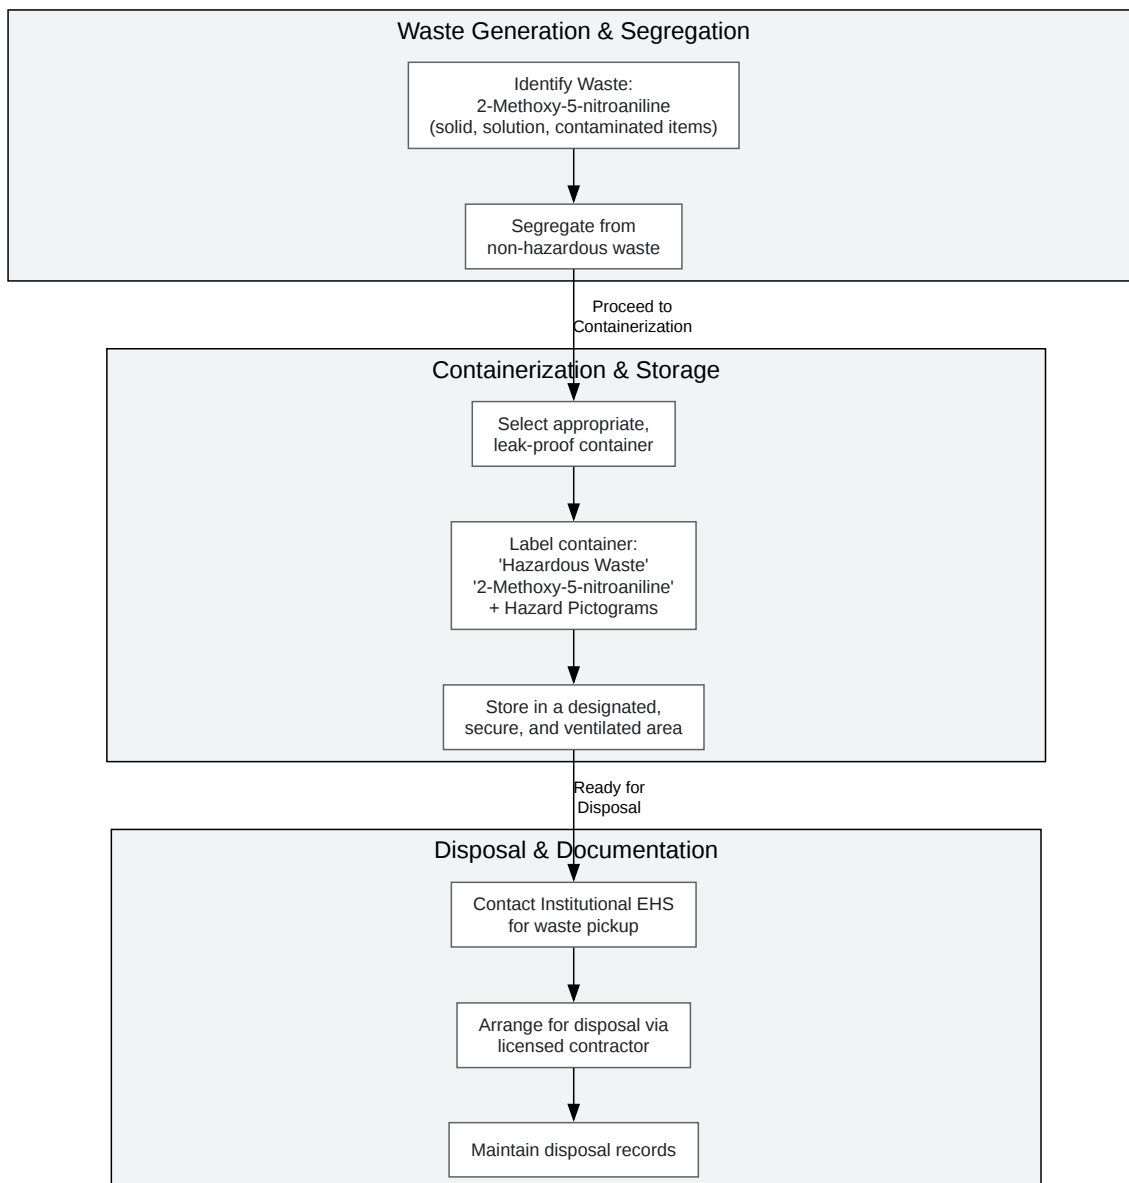 Waste Generation & Segregation
Identify Waste:
2-Methoxy-5-nitroaniline
(solid, solution, contaminated items)
Segregate from
non-hazardous waste
Proceed to
Containerization
Containerization & Storage
Select appropriate,
leak-proof container
Label container:
'Hazardous Waste'
'2-Methoxy-5-nitroaniline'
+ Hazard Pictograms
Store in a designated,
secure, and ventilated area
Ready for
Disposal
Disposal & Documentation
Contact Institutional EHS
for waste pickup
Arrange for disposal via
licensed contractor
Maintain disposal records